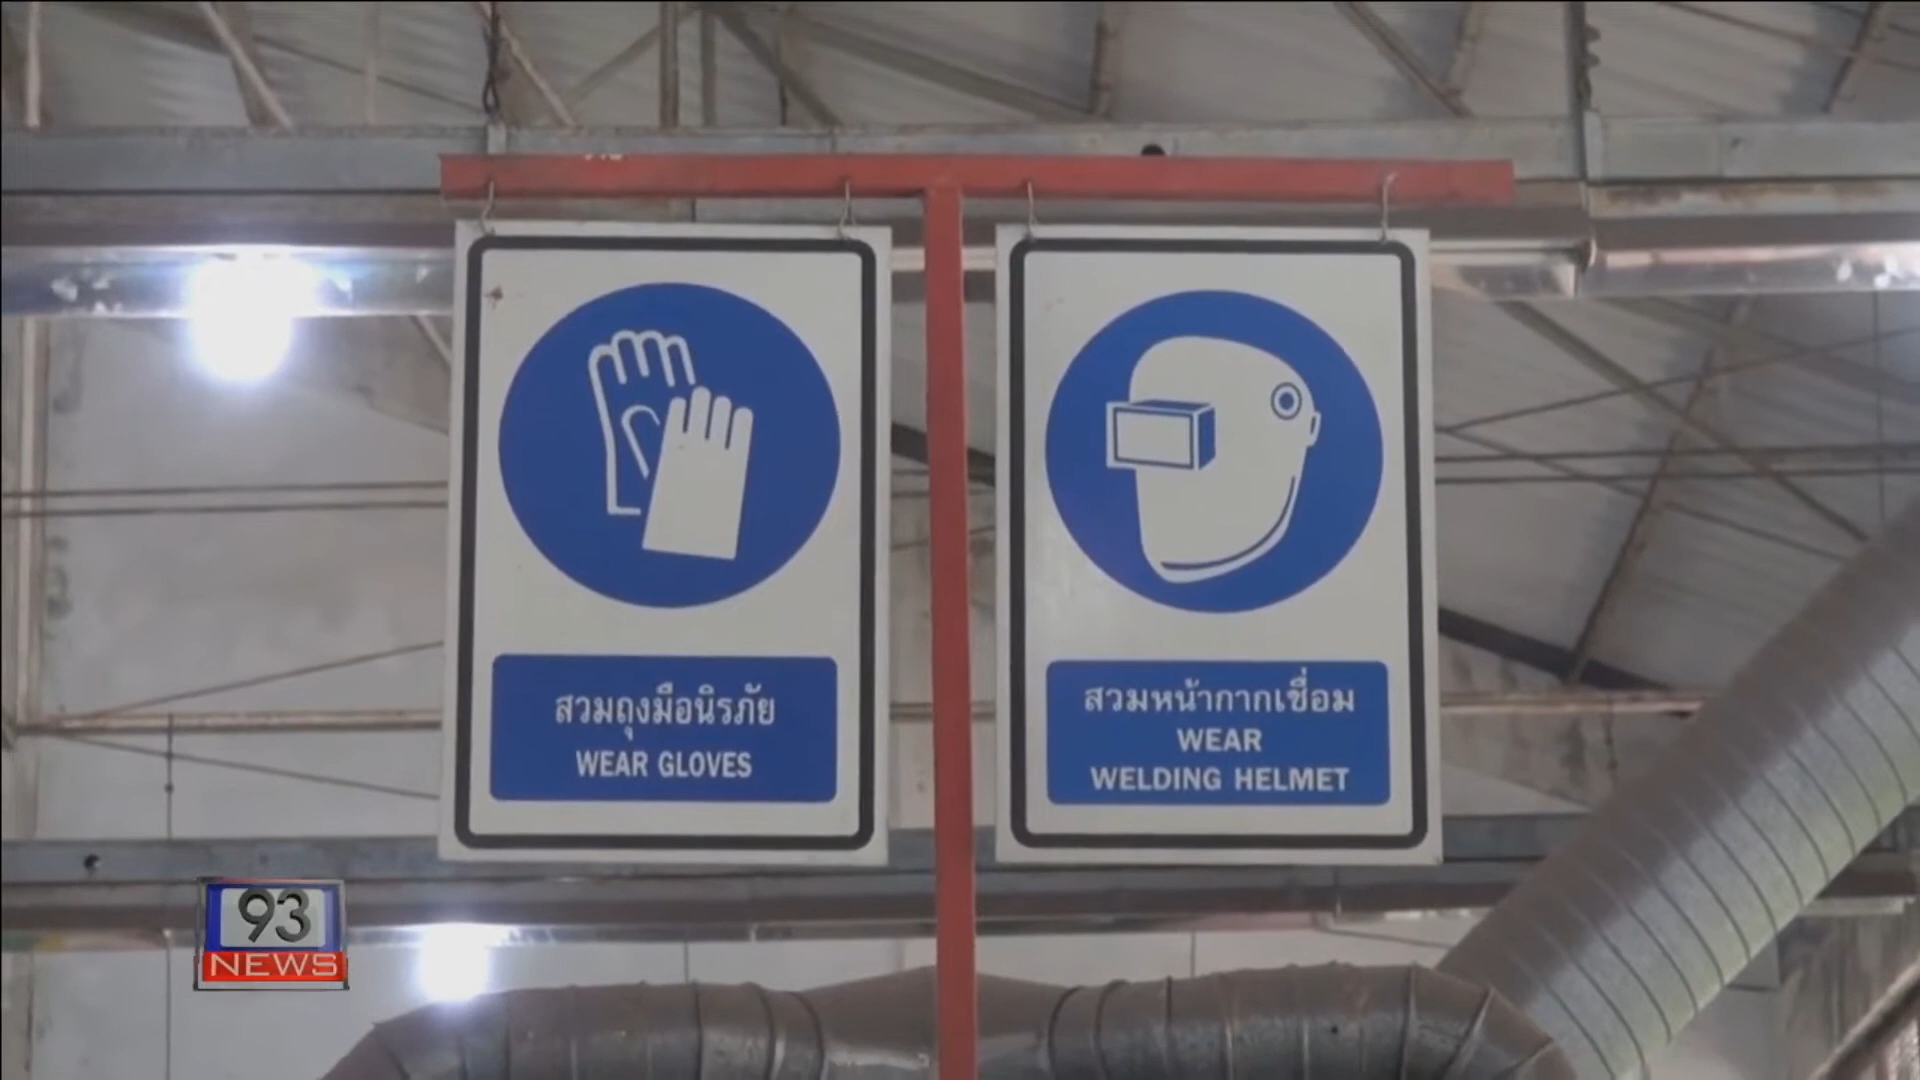 สวมถุงมือนิรภัย
WEAR GLOVES
สวมหน้ากากเชื่อม
WEAR
WELDING HELMET
93
NEWS